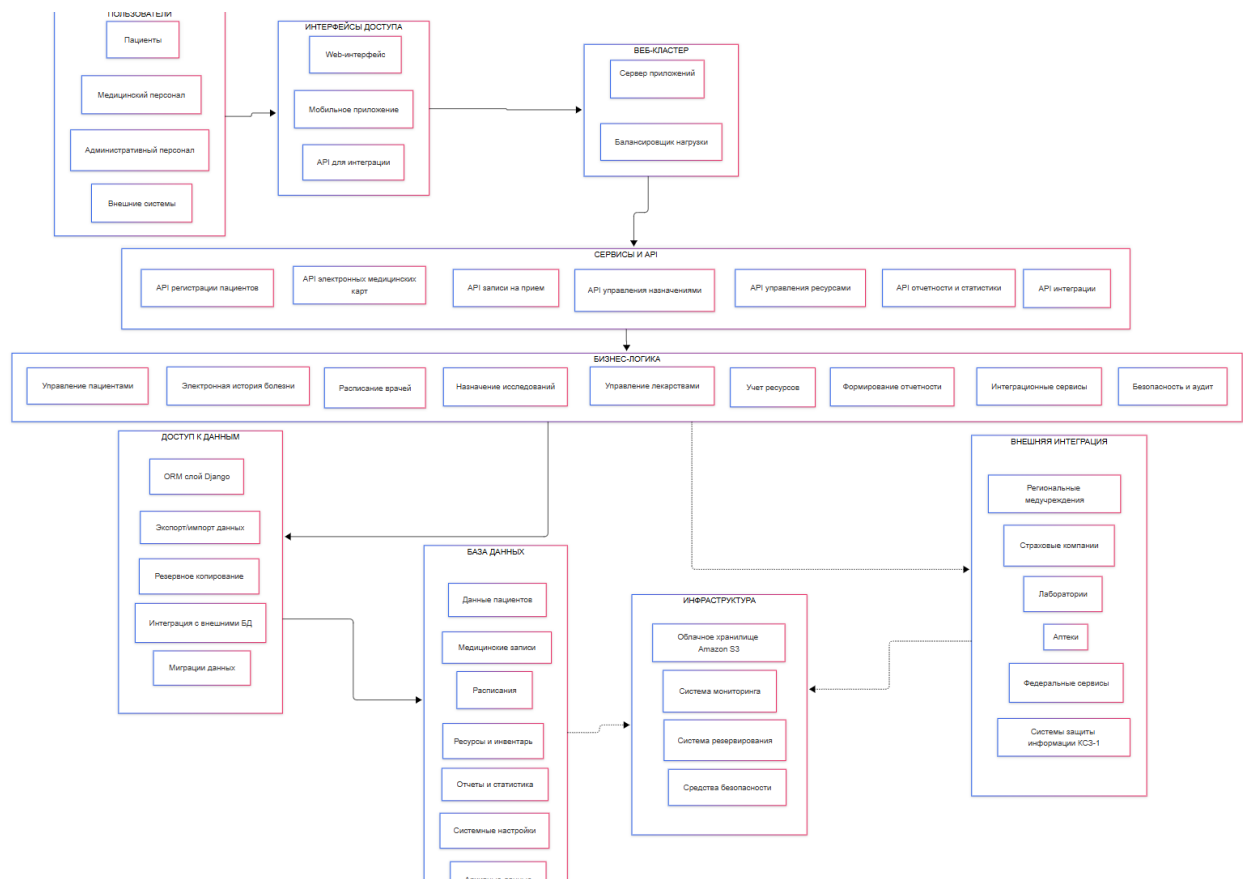 ПОЛЬЗОВАТЕЛИ
Пациенты
Медицинский персонал
Административный персонал
Внешние системы
ИНТЕРФЕЙСЫ ДОСТУПА
Web-интерфейс
Мобильное приложение
API для интеграции
ВЕБ-КЛАСТЕР
Сервер приложений
Балансировщик нагрузки
СЕРВИСЫ И API
API регистрации пациентов
API электронных медицинских
карт
API записи на прием
API управления назначениями
API управления ресурсами
API отчетности и статистики
API интеграции
БИЗНЕС-ЛОГИКА
Управление пациентами
Электронная история болезни
Расписание врачей
Назначение исследований
Управление лекарствами
Учет ресурсов
Формирование отчетности
Интеграционные сервисы
Безопасность и аудит
ДОСТУП К ДАННЫМ
ORM слой Django
Экспорт/импорт данных
Резервное копирование
Интеграция с внешними БД
Миграции данных
БАЗА ДАННЫХ
Данные пациентов
Медицинские записи
Расписания
Ресурсы и инвентарь
Отчеты и статистика
Системные настройки
ИНФРАСТРУКТУРА
Облачное хранилище
Amazon S3
Система мониторинга
Система резервирования
Средства безопасности
ВНЕШНЯЯ ИНТЕГРАЦИЯ
Региональные
медучреждения
Страховые компании
Лаборатории
Аптеки
Федеральные сервисы
Системы защиты
информации КСЗ-1